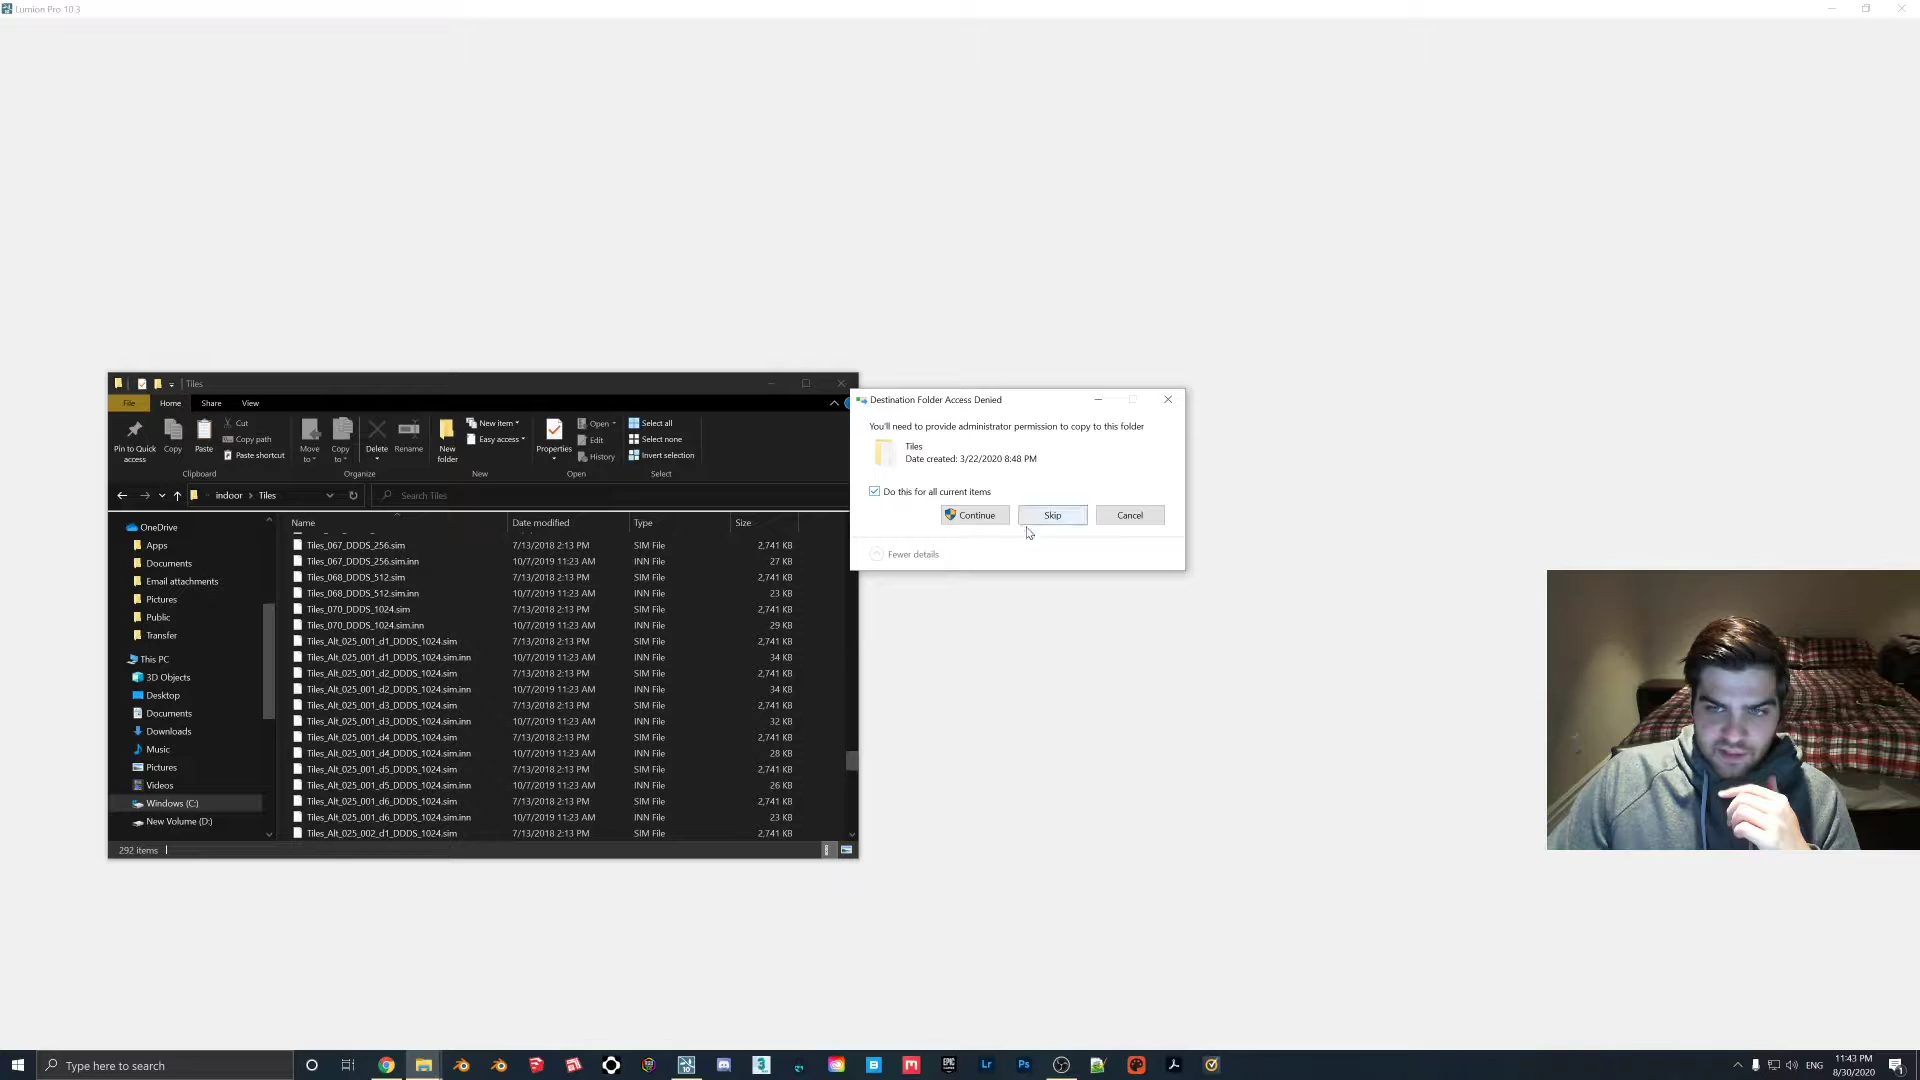 Lumion Pro 10.3
Tiles
File Home Share View
Pin to Quick access
Copy
Paste
Cut
Copy path
Paste shortcut
Clipboard
Move to
Copy to
Delete
Rename
Organize
New folder
New item
Easy access
New
Properties
Open
Edit
History
Open
Select all
Select none
Invert selection
Select
indoor > Tiles
Search Tiles
OneDrive
Apps
Documents
Email attachments
Pictures
Public
Transfer
This PC
3D Objects
Desktop
Documents
Downloads
Music
Pictures
Videos
Windows (C:)
New Volume (D:)
Name Date modified Type Size
Tiles_067_DDDS_256.sim 7/13/2018 2:13 PM SIM File 2,741 KB
Tiles_067_DDDS_256.sim.inn 10/7/2019 11:23 AM INN File 27 KB
Tiles_068_DDDS_512.sim 7/13/2018 2:13 PM SIM File 2,741 KB
Tiles_068_DDDS_512.sim.inn 10/7/2019 11:23 AM INN File 23 KB
Tiles_070_DDDS_1024.sim 7/13/2018 2:13 PM SIM File 2,741 KB
Tiles_070_DDDS_1024.sim.inn 10/7/2019 11:23 AM INN File 29 KB
Tiles_Alt_025_001_d1_DDDS_1024.sim 7/13/2018 2:13 PM SIM File 2,741 KB
Tiles_Alt_025_001_d1_DDDS_1024.sim.inn 10/7/2019 11:23 AM INN File 34 KB
Tiles_Alt_025_001_d2_DDDS_1024.sim 7/13/2018 2:13 PM SIM File 2,741 KB
Tiles_Alt_025_001_d2_DDDS_1024.sim.inn 10/7/2019 11:23 AM INN File 34 KB
Tiles_Alt_025_001_d3_DDDS_1024.sim 7/13/2018 2:13 PM SIM File 2,741 KB
Tiles_Alt_025_001_d3_DDDS_1024.sim.inn 10/7/2019 11:23 AM INN File 32 KB
Tiles_Alt_025_001_d4_DDDS_1024.sim 7/13/2018 2:13 PM SIM File 2,741 KB
Tiles_Alt_025_001_d4_DDDS_1024.sim.inn 10/7/2019 11:23 AM INN File 28 KB
Tiles_Alt_025_001_d5_DDDS_1024.sim 7/13/2018 2:13 PM SIM File 2,741 KB
Tiles_Alt_025_001_d5_DDDS_1024.sim.inn 10/7/2019 11:23 AM INN File 26 KB
Tiles_Alt_025_001_d6_DDDS_1024.sim 7/13/2018 2:13 PM SIM File 2,741 KB
Tiles_Alt_025_001_d6_DDDS_1024.sim.inn 10/7/2019 11:23 AM INN File 23 KB
Tiles_Alt_025_002_d1_DDDS_1024.sim 7/13/2018 2:13 PM SIM File 2,741 KB
292 items
Destination Folder Access Denied
You'll need to provide administrator permission to copy to this folder
Tiles
Date created: 3/22/2020 8:48 PM
Do this for all current items
Continue Skip Cancel
Fewer details
Type here to search
10
3
B
M
EPIC
Lr
Ps
ENG
11:43 PM
8/30/2020
1